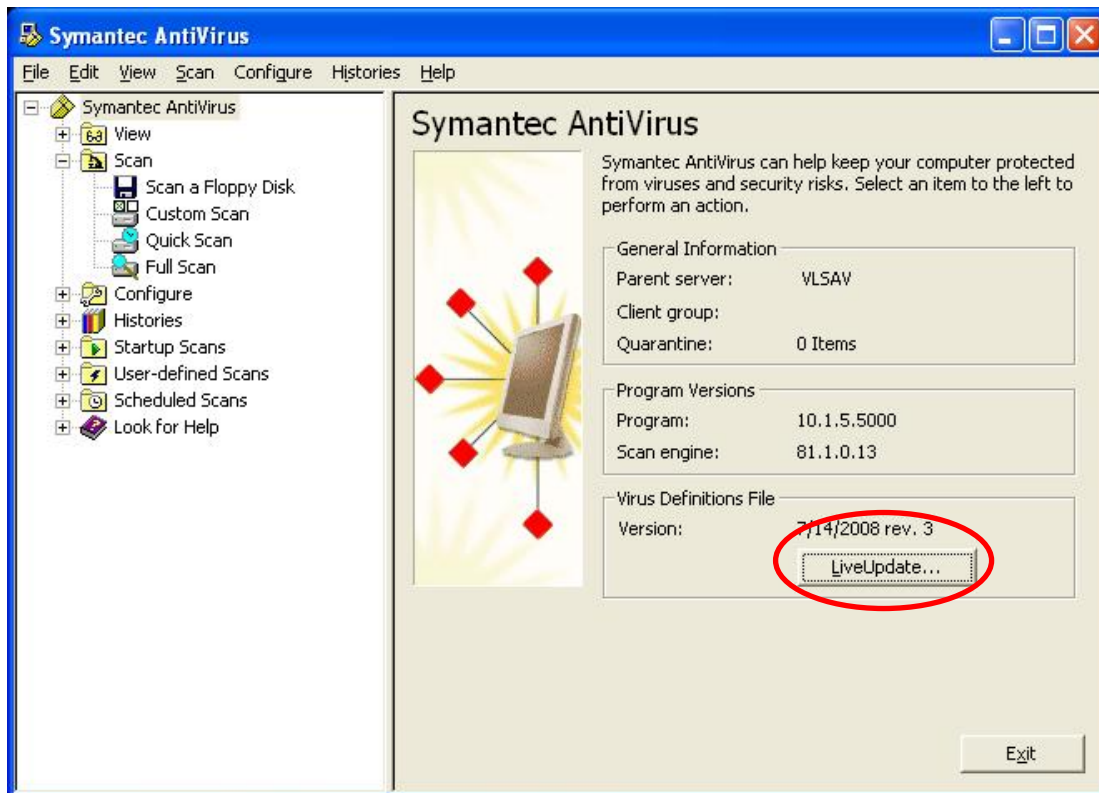 Symantec AntiVirus
File Edit View Scan Configure Histories Help
Symantec AntiVirus
View
Scan
Scan a Floppy Disk
Custom Scan
Quick Scan
Full Scan
Configure
Histories
Startup Scans
User-defined Scans
Scheduled Scans
Look for Help
Symantec AntiVirus
Symantec AntiVirus can help keep your computer protected
from viruses and security risks. Select an item to the left to
perform an action.
General Information
Parent server: VLSAV
Client group:
Quarantine: 0 Items
Program Versions
Program: 10.1.5.5000
Scan engine: 81.1.0.13
Virus Definitions File
Version: 7/14/2008 rev. 3
LiveUpdate...
Exit